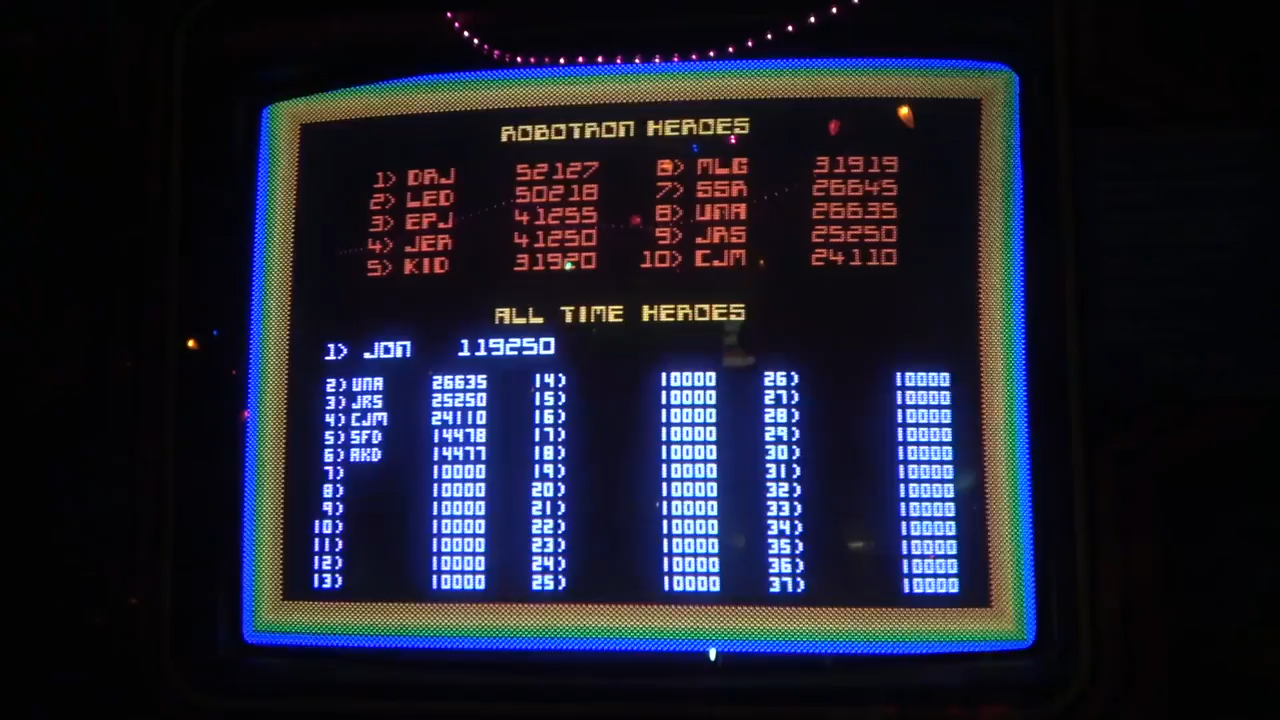 ROBOTRON HEROES
1) DRJ 52127 6) MLG 31919
2) LED 50218 7) SSR 26645
3) EPJ 41255 8) UNA 26635
4) JER 41250 9) JRS 25250
5) KID 31920 10) CJM 24110
ALL TIME HEROES
1) JON 119250
2) UNA 26635 14) 10000 26) 10000
3) JRS 25250 15) 10000 27) 10000
4) CJM 24110 16) 10000 28) 10000
5) SFD 14478 17) 10000 29) 10000
6) AKD 14477 18) 10000 30) 10000
7) 10000 19) 10000 31) 10000
8) 10000 20) 10000 32) 10000
9) 10000 21) 10000 33) 10000
10) 10000 22) 10000 34) 10000
11) 10000 23) 10000 35) 10000
12) 10000 24) 10000 36) 10000
13) 10000 25) 10000 37) 10000